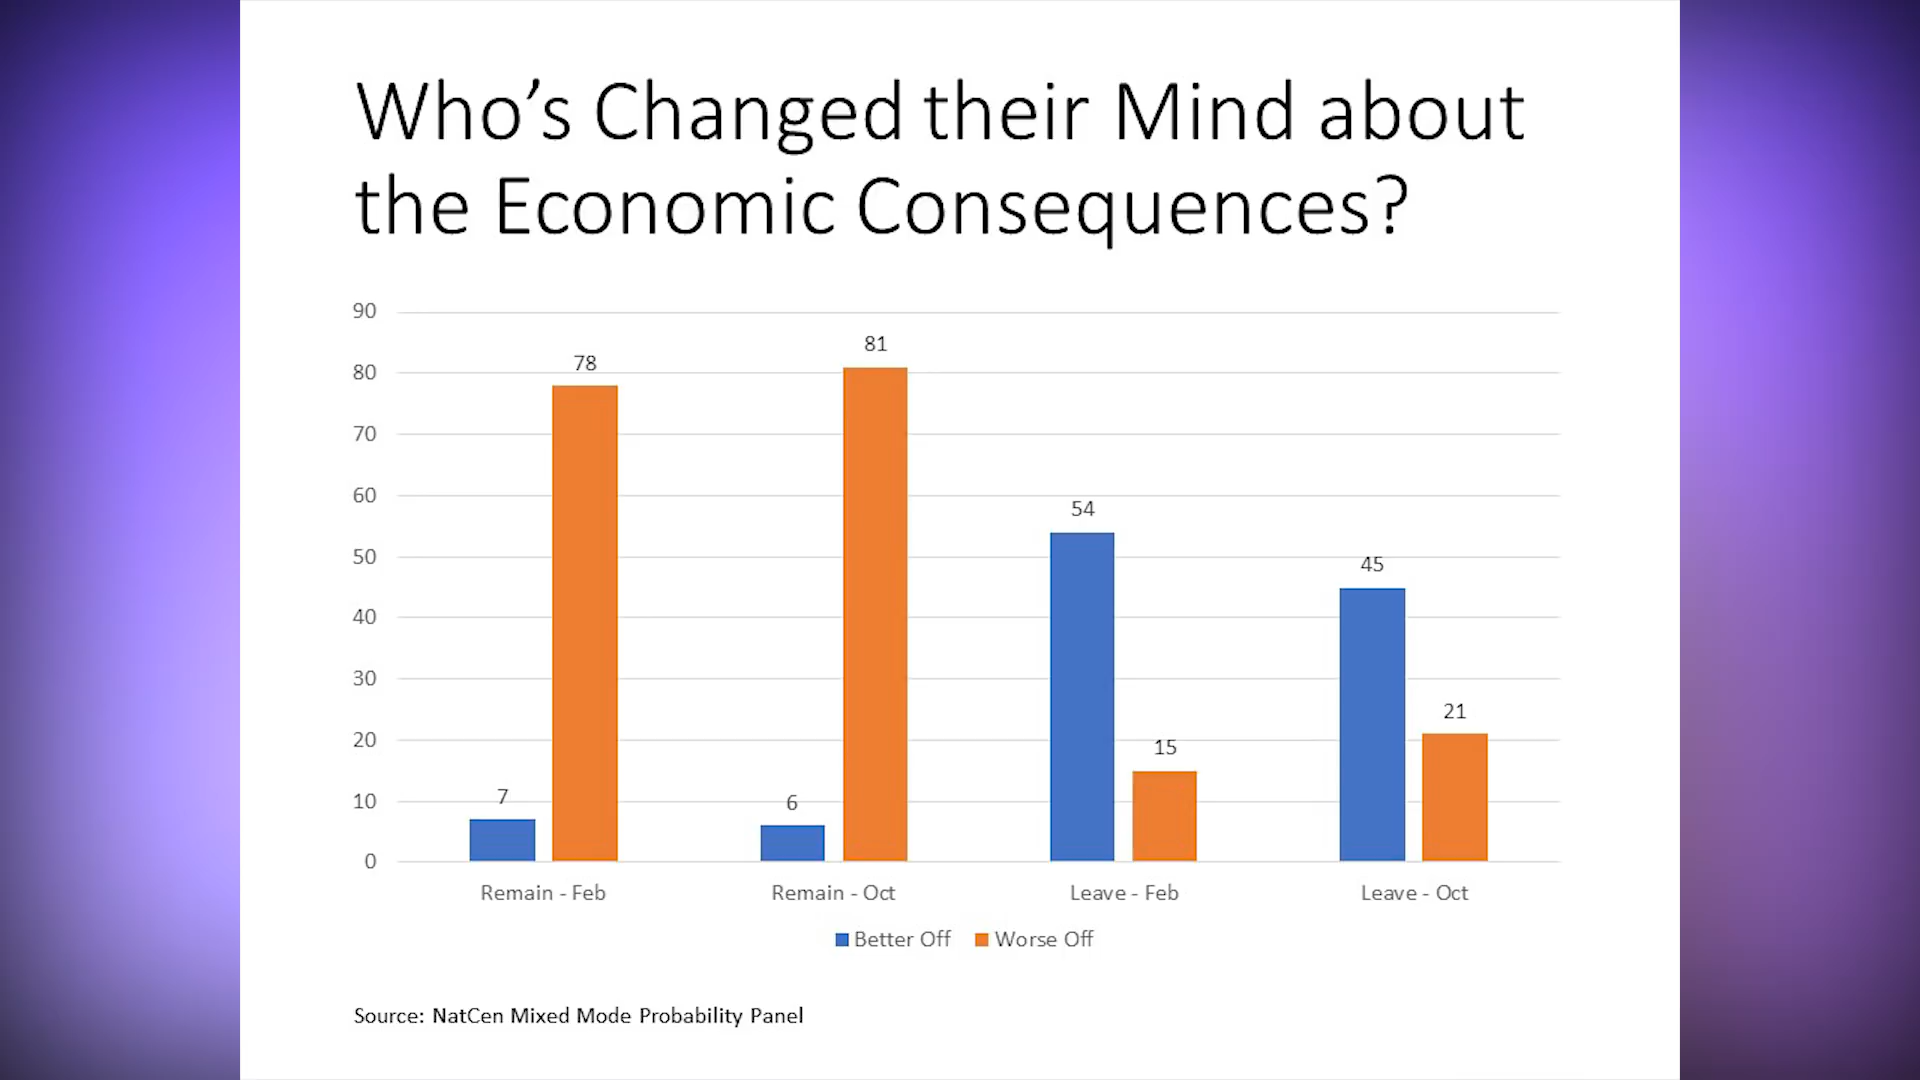 Who’s Changed their Mind about
the Economic Consequences?
90
80
70
60
50
40
30
20
10
0
7
78
6
81
54
15
45
21
Remain - Feb
Remain - Oct
Leave - Feb
Leave - Oct
Better Off
Worse Off
Source: NatCen Mixed Mode Probability Panel